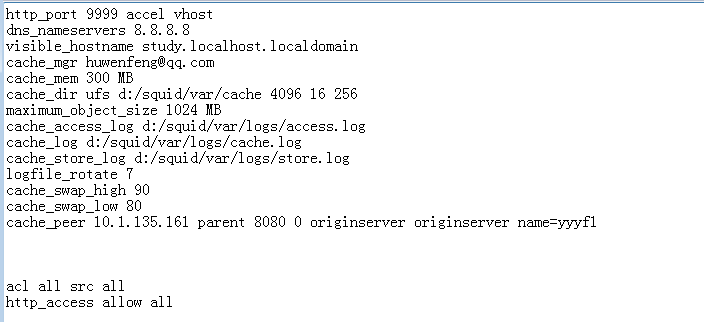 http_port 9999 accel vhost
dns_nameservers 8.8.8.8
visible_hostname study.localhost.localdomain
cache_mgr huwenfeng@qq.com
cache_mem 300 MB
cache_dir ufs d:/squid/var/cache 4096 16 256
maximum_object_size 1024 MB
cache_access_log d:/squid/var/logs/access.log
cache_log d:/squid/var/logs/cache.log
cache_store_log d:/squid/var/logs/store.log
logfile_rotate 7
cache_swap_high 90
cache_swap_low 80
cache_peer 10.1.135.161 parent 8080 0 originserver originserver name=yyyf1
acl all src all
http_access allow all